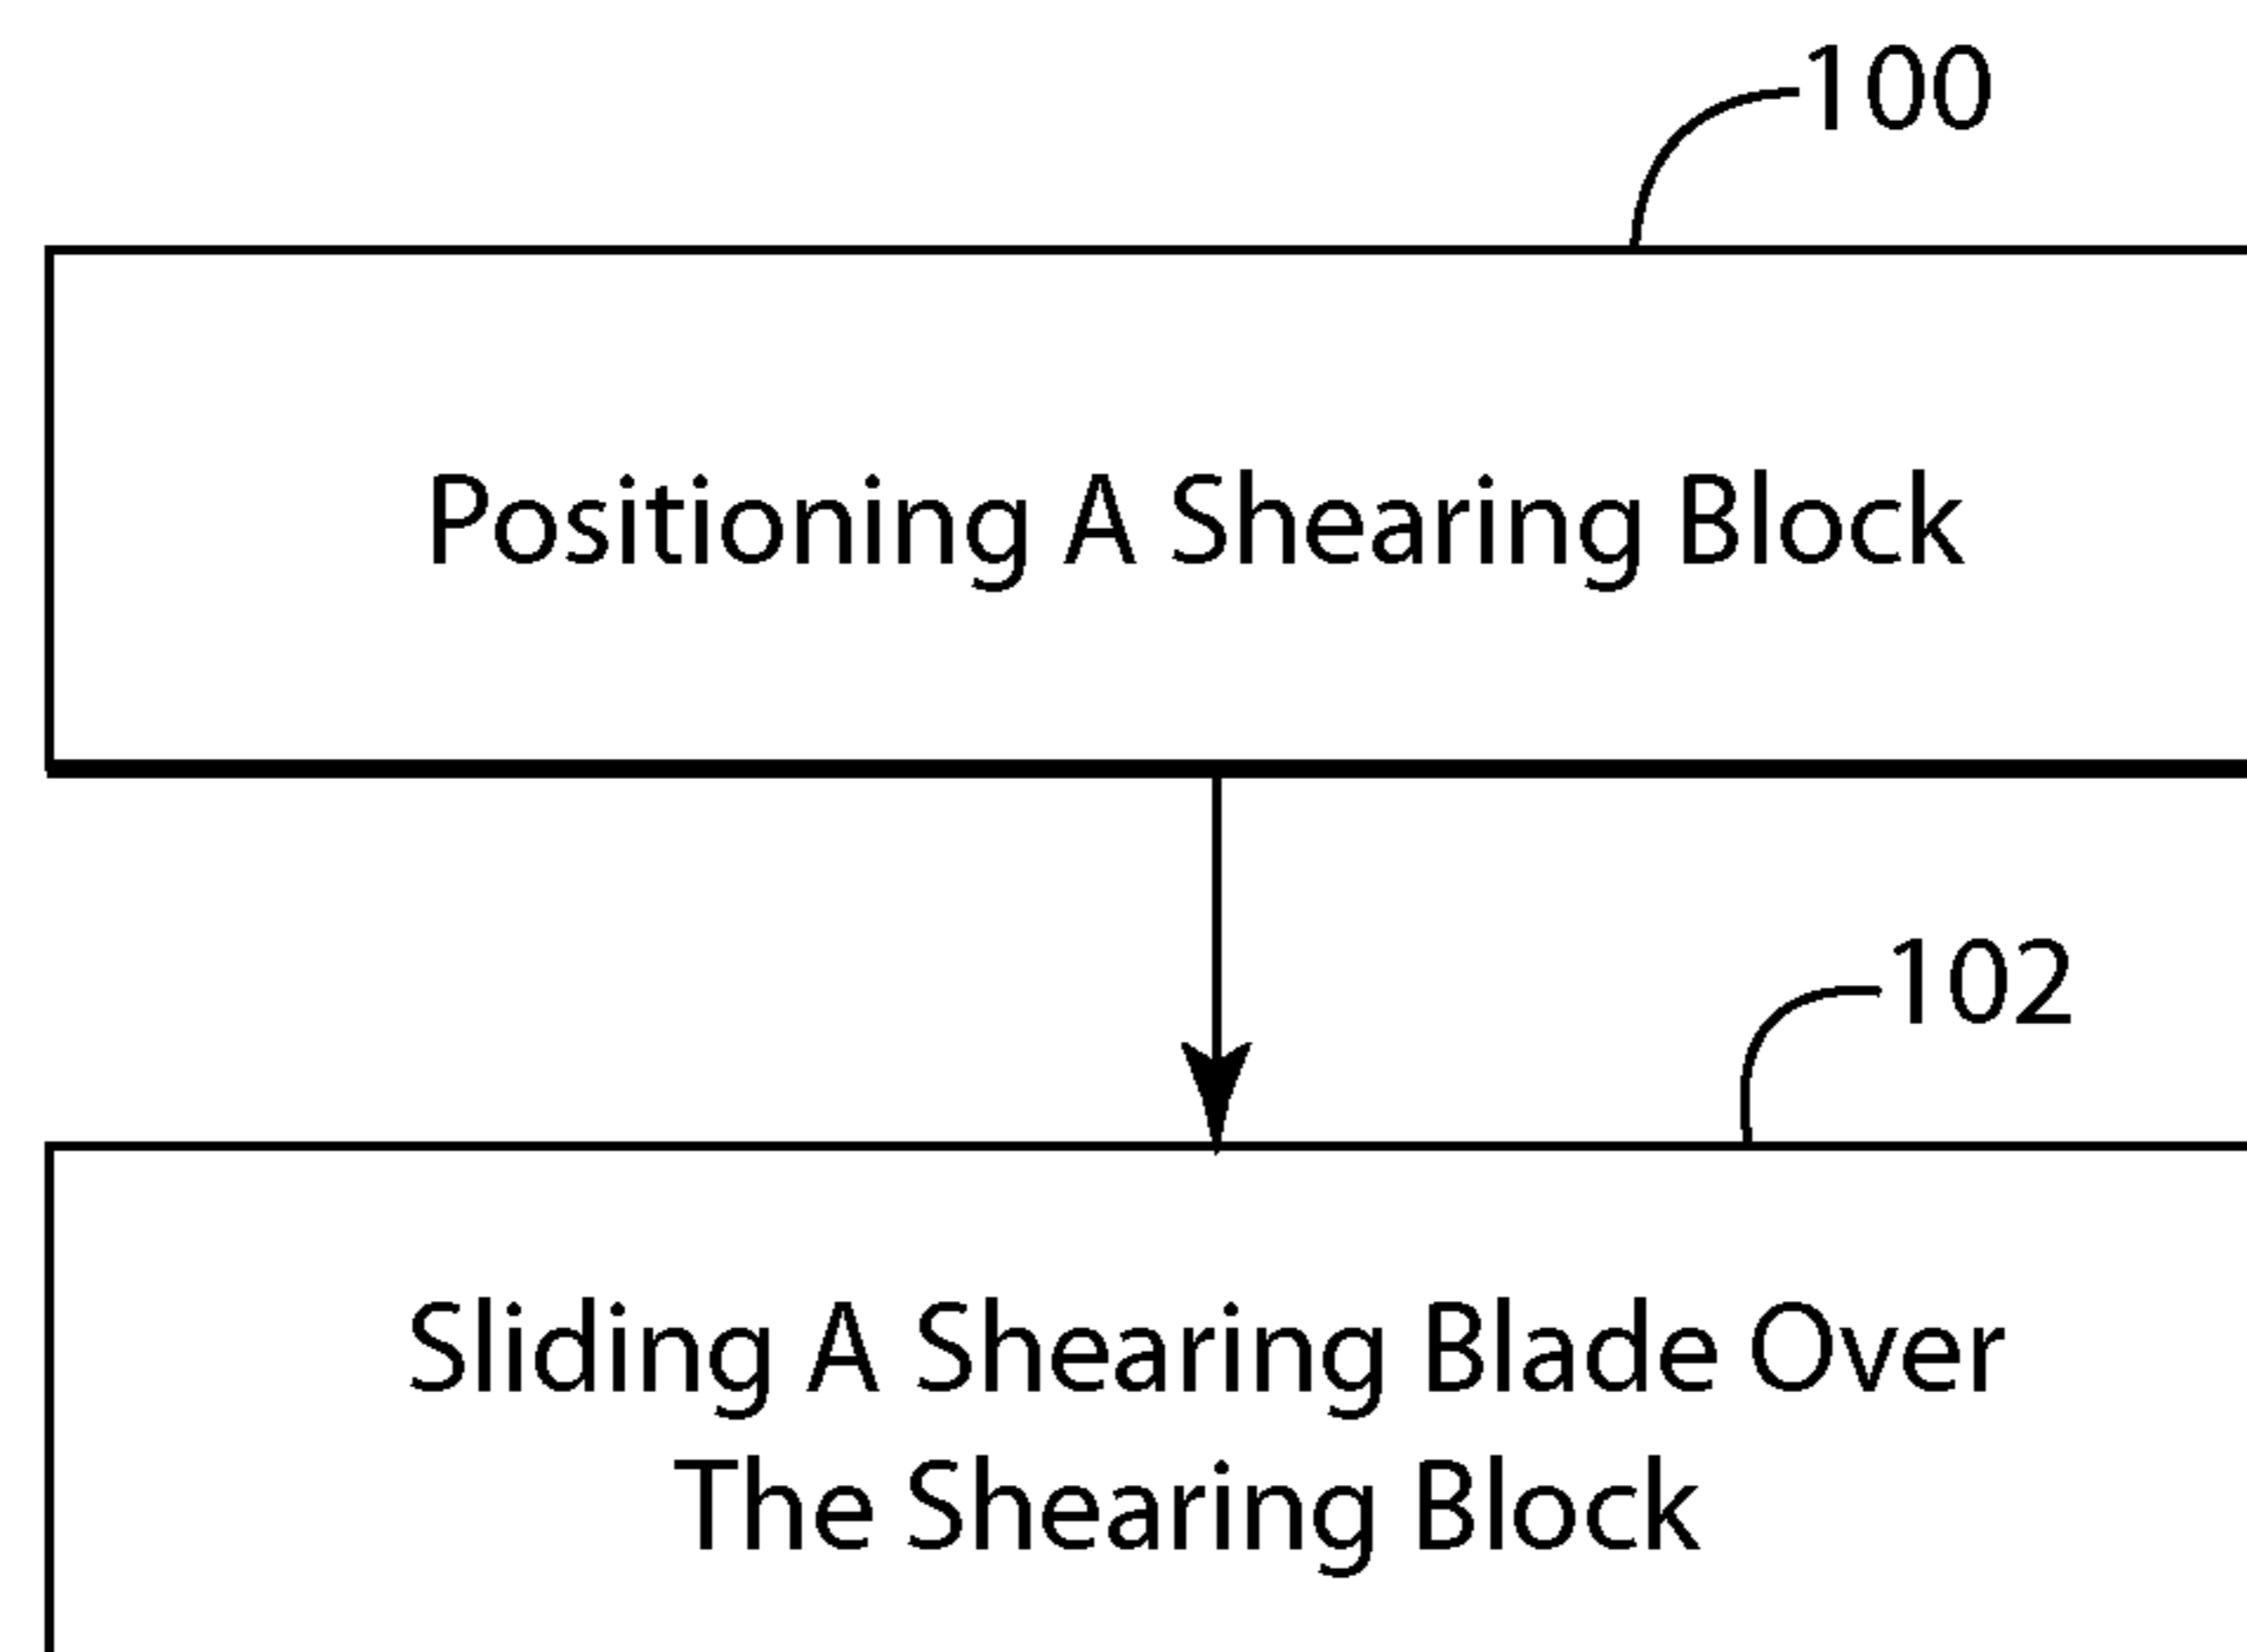 100
Positioning A Shearing Block
102
Sliding A Shearing Blade Over
The Shearing Block